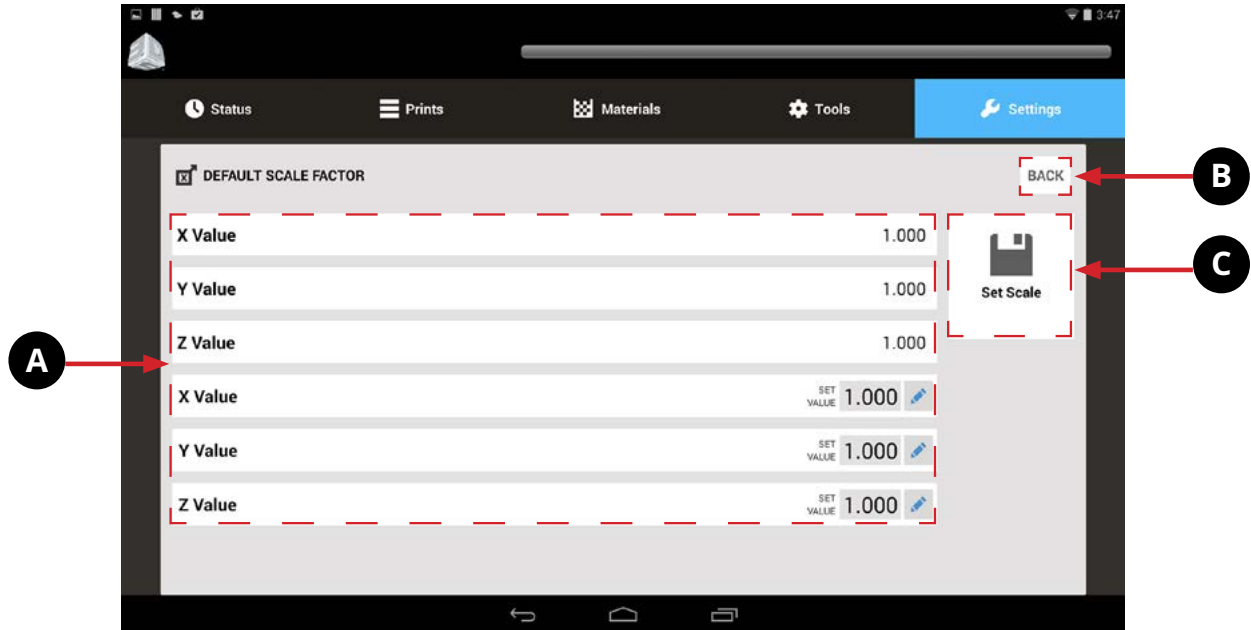 3:47
Status Prints Materials Tools Settings
DEFAULT SCALE FACTOR BACK B
X Value 1.000
Set Scale C
Y Value 1.000
Z Value 1.000
A
X Value SET VALUE 1.000
Y Value SET VALUE 1.000
Z Value SET VALUE 1.000